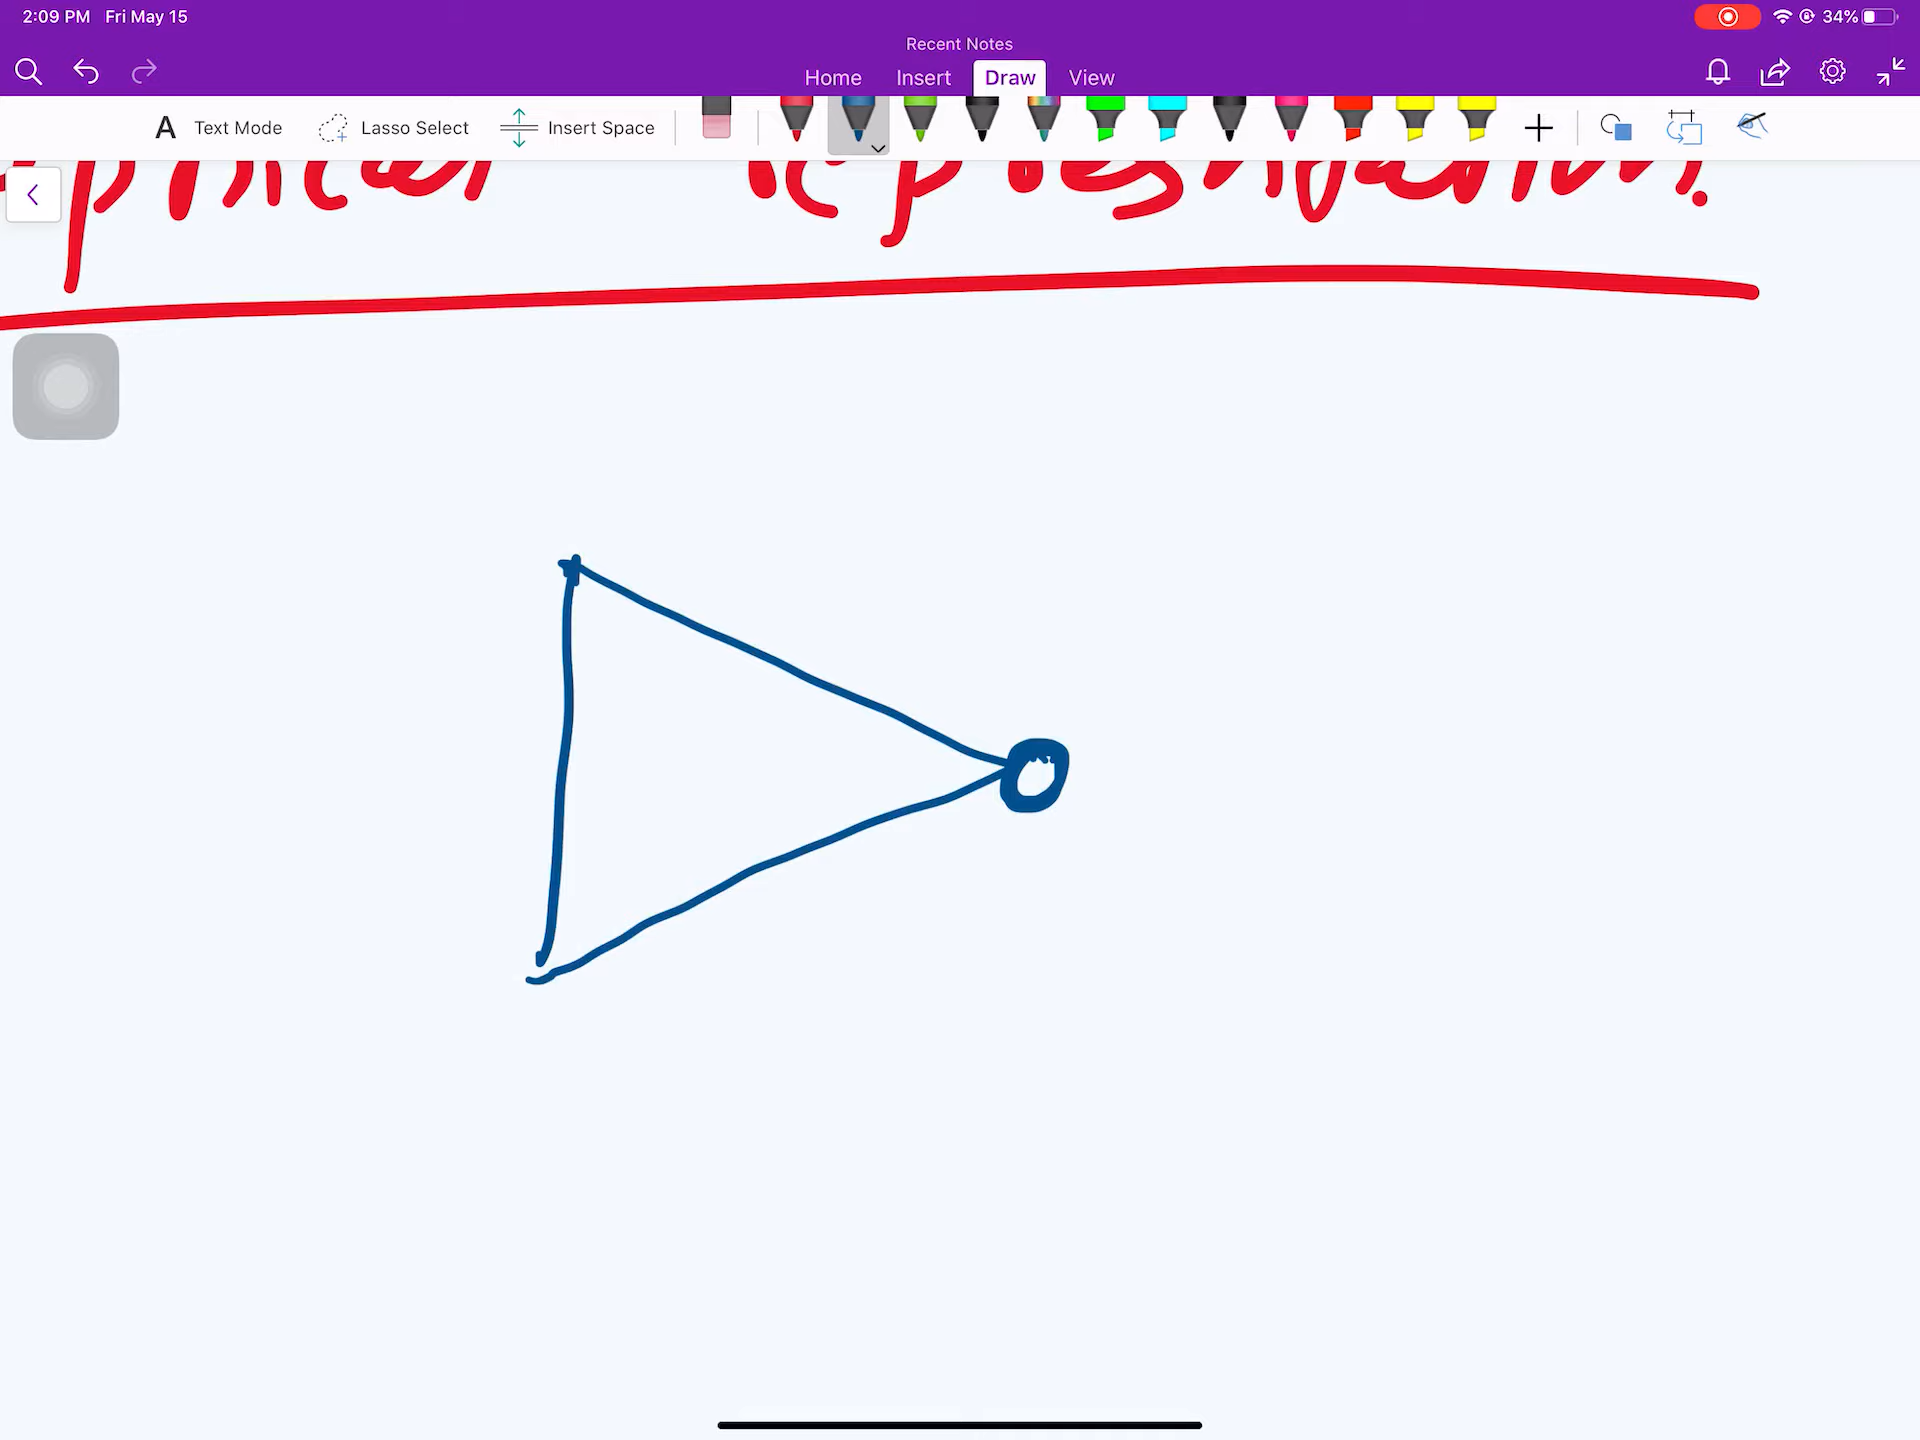 2:09 PM Fri May 15
34%
Recent Notes
Home Insert Draw View
A Text Mode Lasso Select Insert Space